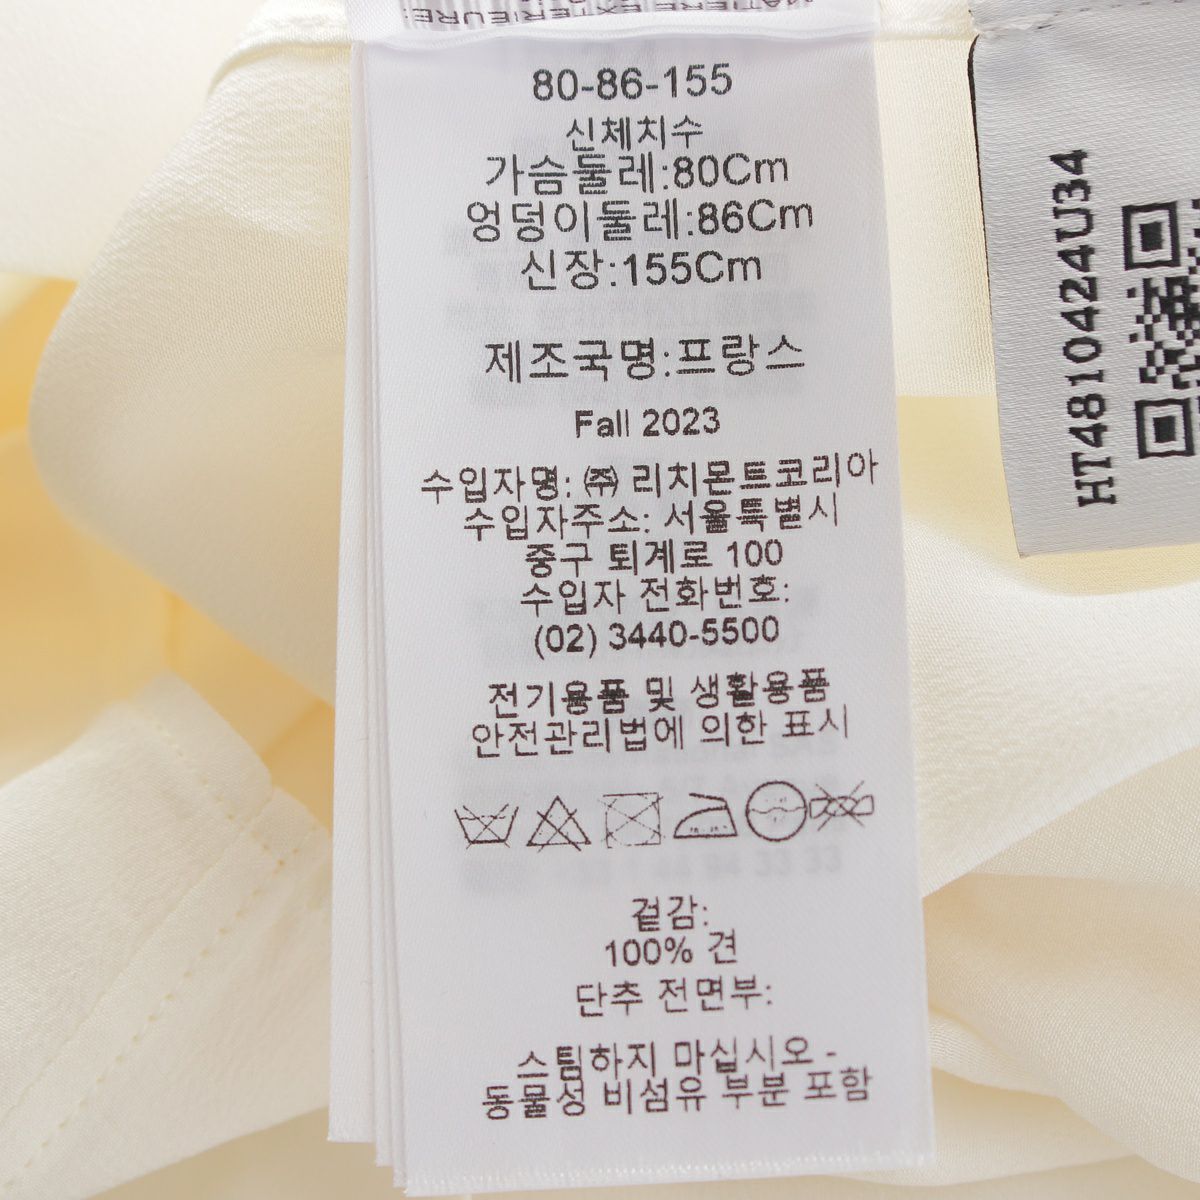 MATIERE EXTERIEURE:
80-86-155
신체치수
가슴둘레:80Cm
엉덩이둘레:86Cm
신장:155Cm
제조국명:프랑스
Fall 2023
수입자명: ㈜ 리치몬트코리아
수입자주소: 서울특별시
중구 퇴계로 100
수입자 전화번호:
(02) 3440-5500
전기용품 및 생활용품
안전관리법에 의한 표시
겉감:
100% 견
단추 전면부:
스팀하지 마십시오 -
동물성 비섬유 부분 포함
HT4810424U34